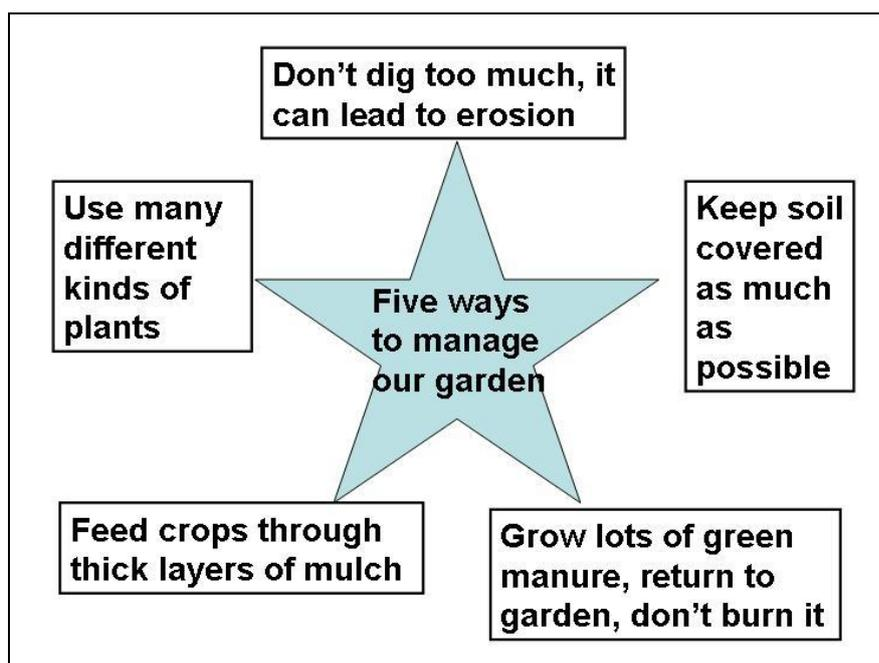 Don't dig too much, it
can lead to erosion
Use many
different
kinds of
plants
Keep soil
covered
as much
as
possible
Five ways
to manage
our garden
Feed crops through
thick layers of mulch
Grow lots of green
manure, return to
garden, don't burn it